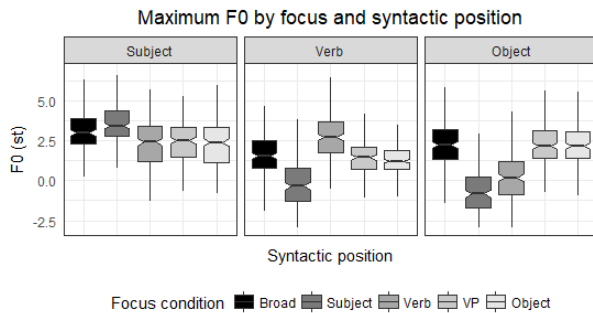 Maximum F0 by focus and syntactic position
Subject Verb Object
F0 (st)
5.0
2.5
0.0
-2.5
Syntactic position
Focus condition Broad Subject Verb VP Object